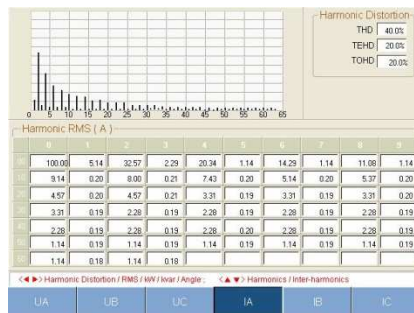 Harmonic Distortion
THD 40.0%
TEHD 20.0%
TOHD 20.0%
0 5 10 15 20 25 30 35 40 45 50 55 60 65
Harmonic RMS ( A )
0 1 2 3 4 5 6 7 8 9
00 100.00 5.14 32.57 2.29 20.34 1.14 14.29 1.14 11.08 1.14
10 9.14 0.20 8.00 0.21 7.43 0.20 5.14 0.20 5.37 0.20
20 4.57 0.20 4.57 0.21 3.31 0.19 3.31 0.19 3.31 0.20
30 3.31 0.19 2.28 0.19 2.28 0.19 2.28 0.19 2.28 0.19
40 2.28 0.19 2.28 0.19 2.28 0.20 2.28 0.19 2.28 0.19
50 1.14 0.19 1.14 0.19 1.14 0.19 1.14 0.19 1.14 0.19
60 1.14 0.18 1.14 0.18
<◀ ▶> Harmonic Distortion / RMS / kW / kvar / Angle ; <▲ ▼> Harmonics / Inter-harmonics
UA UB UC IA IB IC